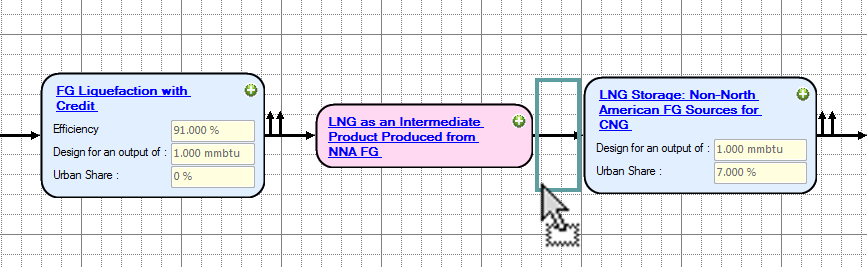 FG Liquefaction with
Credit
Efficiency
91.000 %
Design for an output of :
1.000 mmbtu
Urban Share :
0 %
LNG as an Intermediate
Product Produced from
NNA FG
LNG Storage: Non-North
American FG Sources for
CNG
Design for an output of :
1.000 mmbtu
Urban Share :
7.000 %